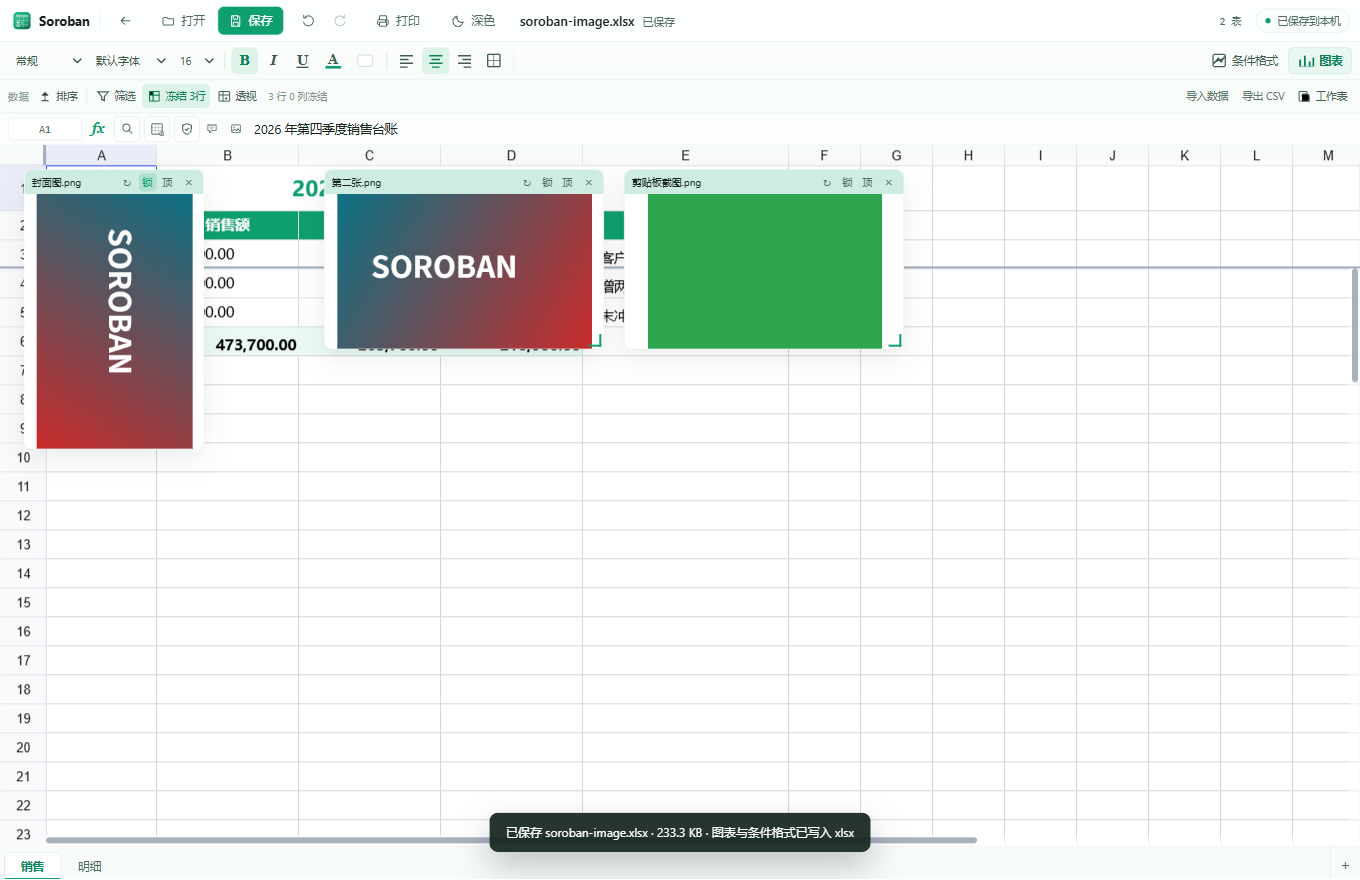 Soroban
打开
保存
打印
深色
soroban-image.xlsx 已保存
2 表
已保存到本机
常规
默认字体
16
B
I
U
A
条件格式
图表
数据
排序
筛选
冻结 3行
透视
3 行 0 列冻结
导入数据
导出 CSV
工作表
A1
fx
2026 年第四季度销售台账
A B C D E F G H I J K L M
封面图.png ↻ 锁 顶 ×
第二张.png ↻ 锁 顶 ×
剪贴板截图.png ↻ 锁 顶 ×
202
销售额
客户
SOROBAN
SOROBAN
473,700.00
10
11
12
13
14
15
16
17
18
19
20
21
22
23
已保存 soroban-image.xlsx · 233.3 KB · 图表与条件格式已写入 xlsx
销售
明细
+